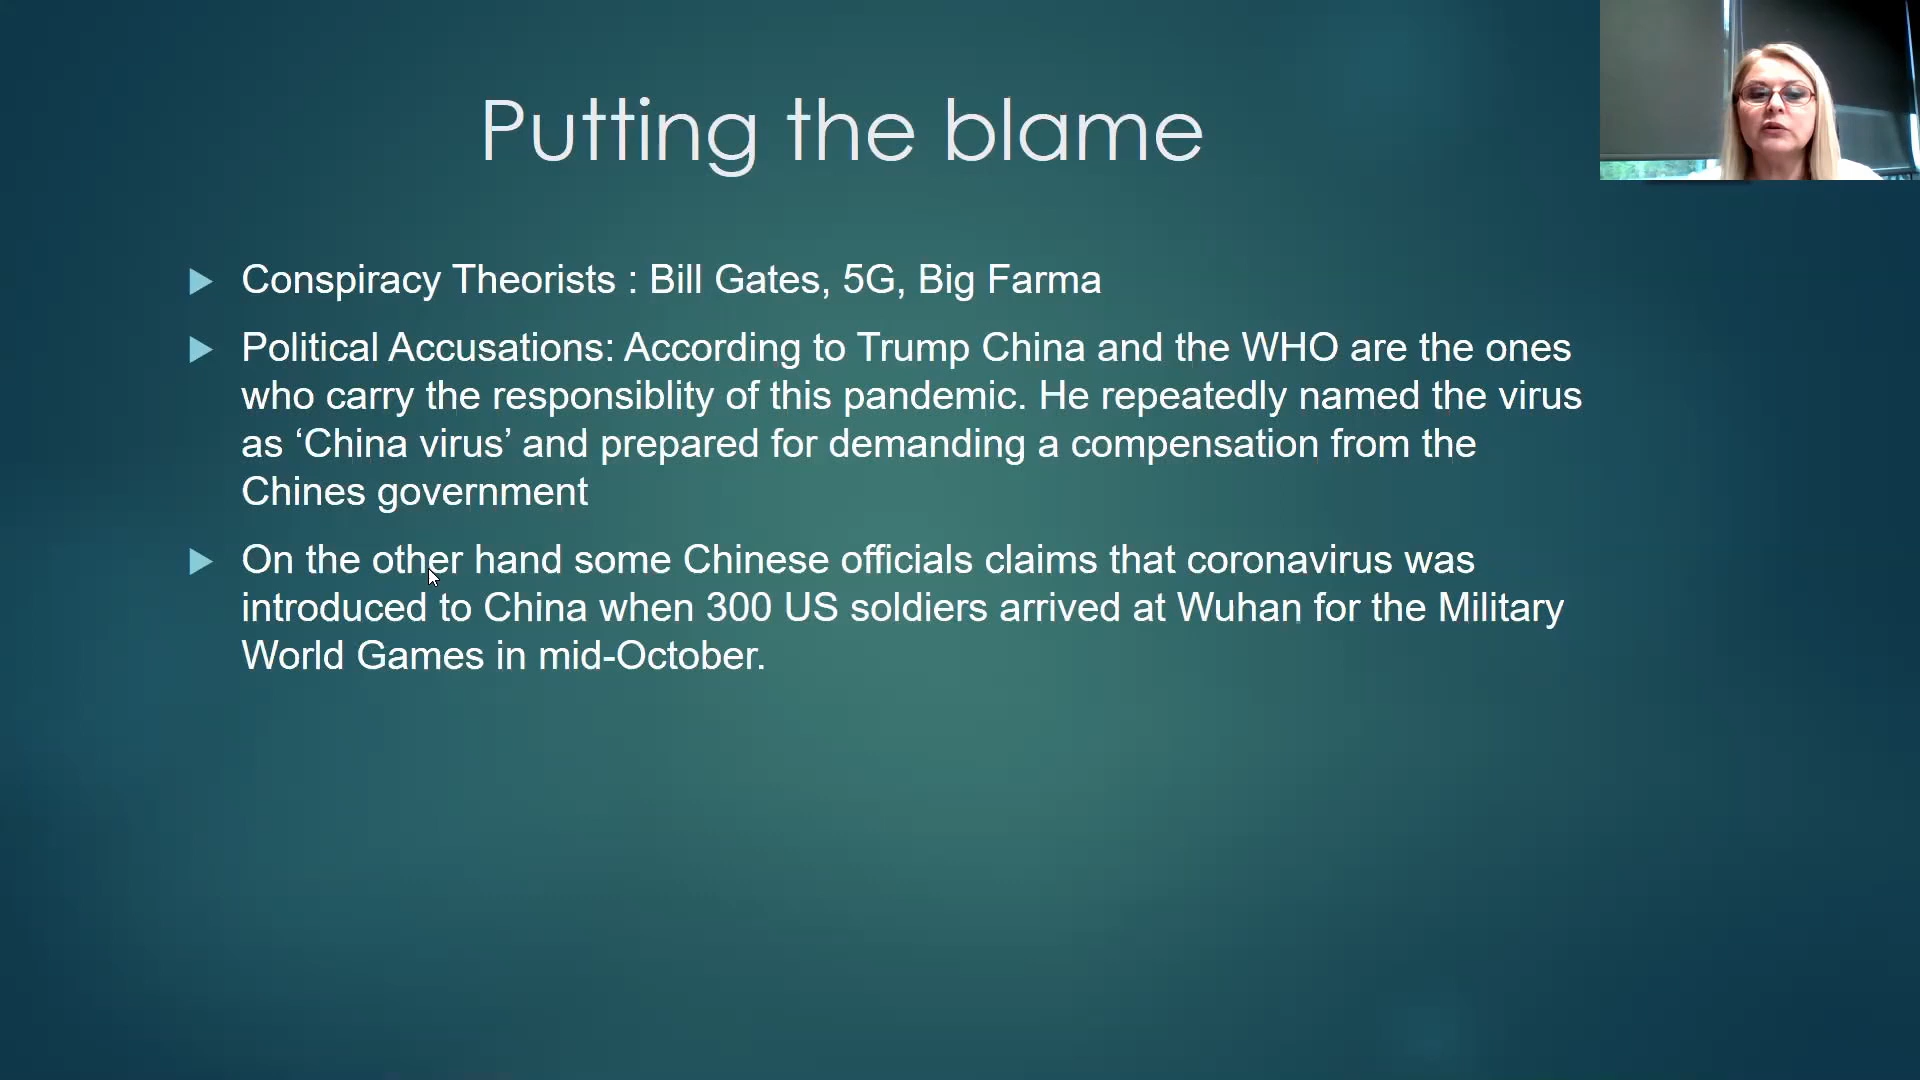 Putting the blame
Conspiracy Theorists : Bill Gates, 5G, Big Farma
Political Accusations: According to Trump China and the WHO are the ones
who carry the responsiblity of this pandemic. He repeatedly named the virus
as ‘China virus’ and prepared for demanding a compensation from the
Chines government
On the other hand some Chinese officials claims that coronavirus was
introduced to China when 300 US soldiers arrived at Wuhan for the Military
World Games in mid-October.